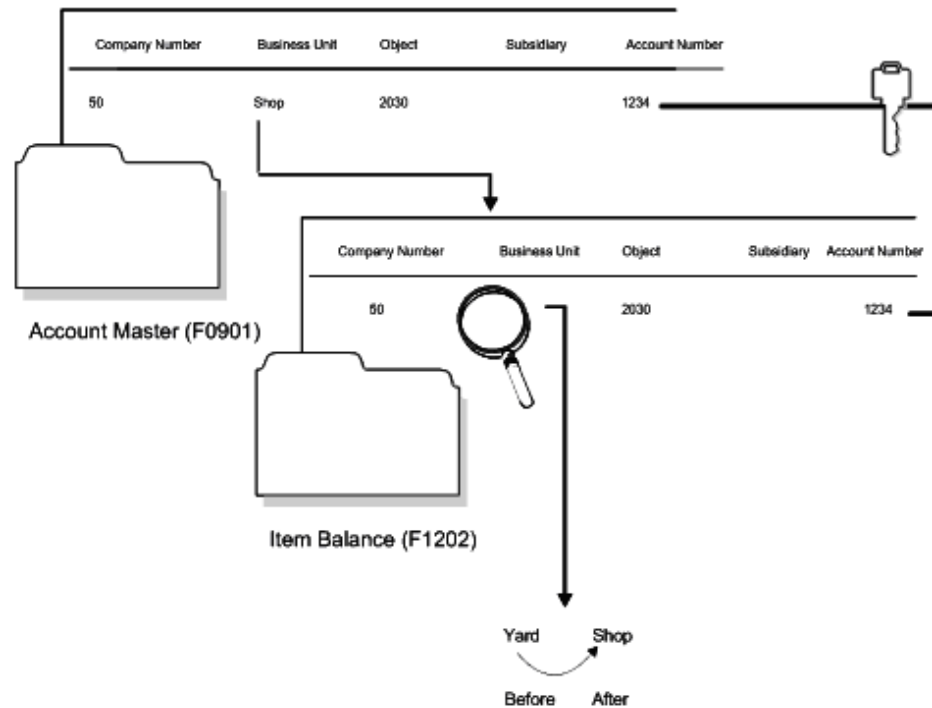 Company Number Business Unit Object Subsidiary Account Number
50 Shop 2030 1234
Company Number Business Unit Object Subsidiary Account Number
50 2030 1234
Account Master (F0901)
Item Balance (F1202)
Yard Shop
Before After